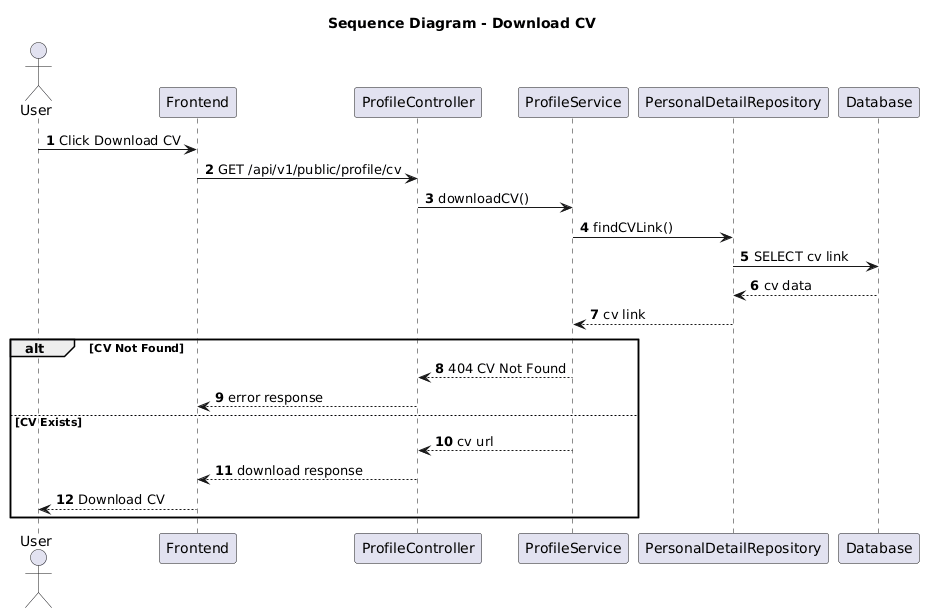 Sequence Diagram - Download CV
User
Frontend
ProfileController
ProfileService
PersonalDetailRepository
Database
1 Click Download CV
2 GET /api/v1/public/profile/cv
3 downloadCV()
4 findCVLink()
5 SELECT cv link
6 cv data
7 cv link
alt [CV Not Found]
8 404 CV Not Found
9 error response
[CV Exists]
10 cv url
11 download response
12 Download CV
User
Frontend
ProfileController
ProfileService
PersonalDetailRepository
Database